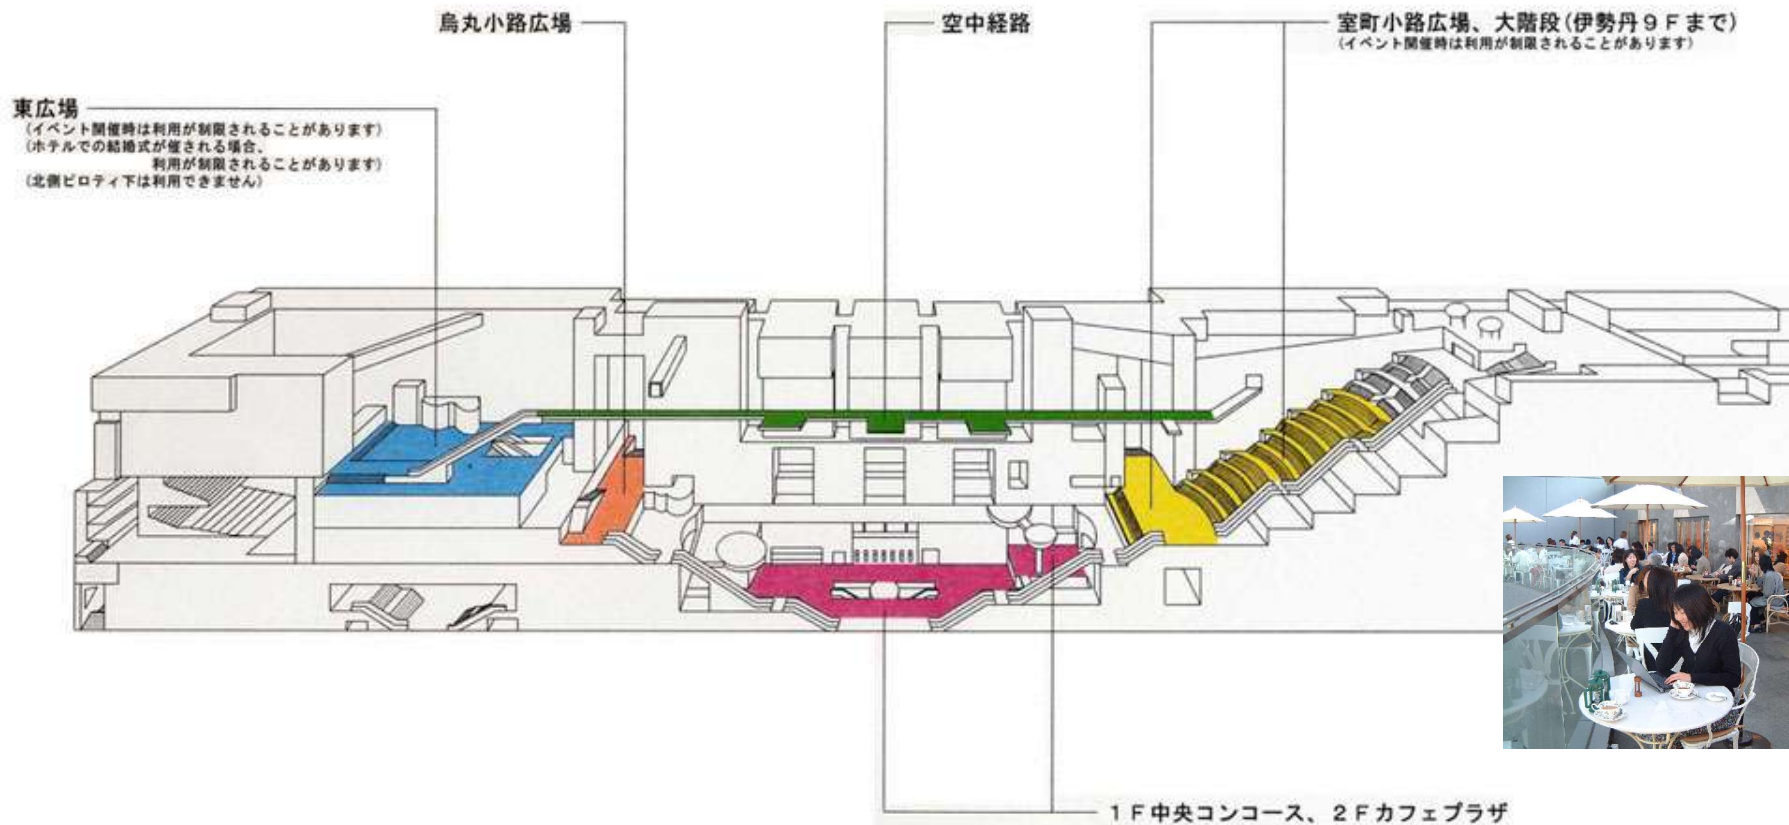 烏丸小路広場
空中経路
室町小路広場、大階段(伊勢丹9Fまで)
(イベント開催時は利用が制限されることがあります)
東広場
(イベント開催時は利用が制限されることがあります)
(ホテルでの結婚式が催される場合、
利用が制限されることがあります)
(北側ピロティ下は利用できません)
1F中央コンコース、2Fカフェプラザ